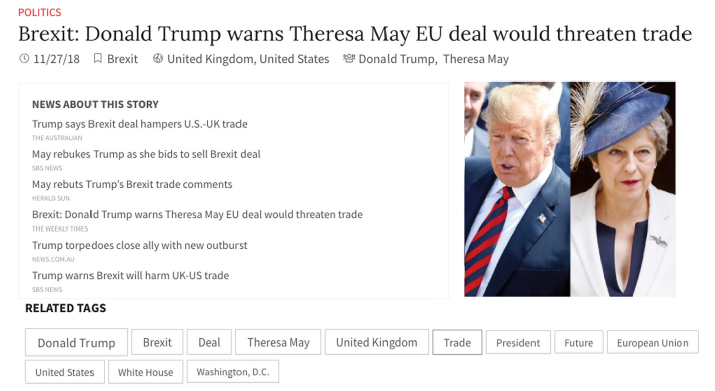 POLITICS
Brexit: Donald Trump warns Theresa May EU deal would threaten trade
11/27/18 Brexit United Kingdom, United States Donald Trump, Theresa May
NEWS ABOUT THIS STORY
Trump says Brexit deal hampers U.S.-UK trade
THE AUSTRALIAN
May rebukes Trump as she bids to sell Brexit deal
SBS NEWS
May rebuts Trump's Brexit trade comments
HERALD SUN
Brexit: Donald Trump warns Theresa May EU deal would threaten trade
THE WEEKLY TIMES
Trump torpedoes close ally with new outburst
NEWS.COM.AU
Trump warns Brexit will harm UK-US trade
SBS NEWS
RELATED TAGS
Donald Trump Brexit Deal Theresa May United Kingdom Trade President Future European Union
United States White House Washington, D.C.